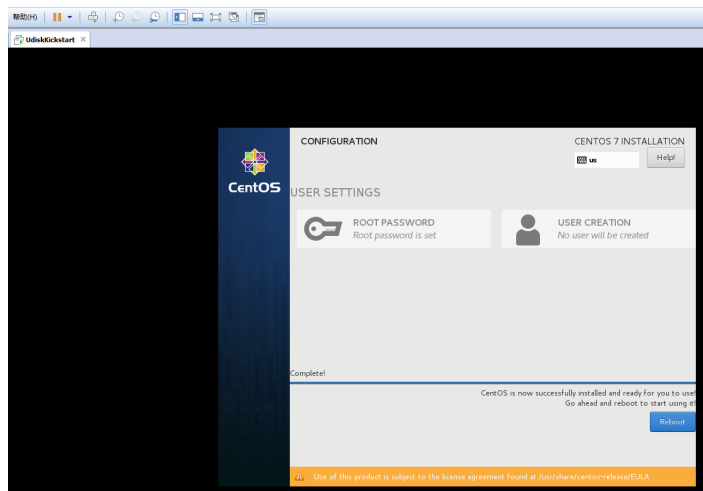 帮助(H)
UdiskKickstart
CONFIGURATION
CENTOS 7 INSTALLATION
us
Help!
CentOS
USER SETTINGS
ROOT PASSWORD
Root password is set
USER CREATION
No user will be created
Complete!
CentOS is now successfully installed and ready for you to use!
Go ahead and reboot to start using it!
Reboot
Use of this product is subject to the license agreement found at /usr/share/centos-release/EULA